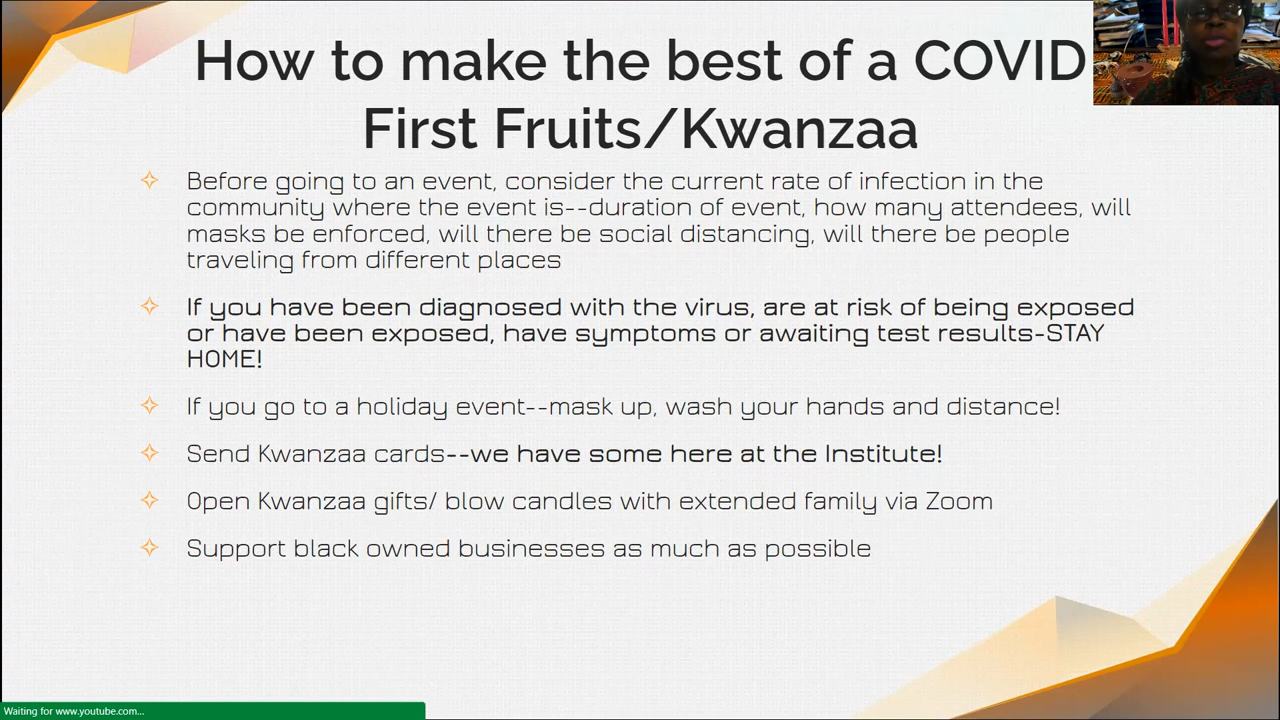 How to make the best of a COVID
First Fruits/Kwanzaa
Before going to an event, consider the current rate of infection in the
community where the event is--duration of event, how many attendees, will
masks be enforced, will there be social distancing, will there be people
traveling from different places
If you have been diagnosed with the virus, are at risk of being exposed
or have been exposed, have symptoms or awaiting test results-STAY
HOME!
If you go to a holiday event--mask up, wash your hands and distance!
Send Kwanzaa cards--we have some here at the Institute!
Open Kwanzaa gifts/ blow candles with extended family via Zoom
Support black owned businesses as much as possible
Waiting for www.youtube.com...